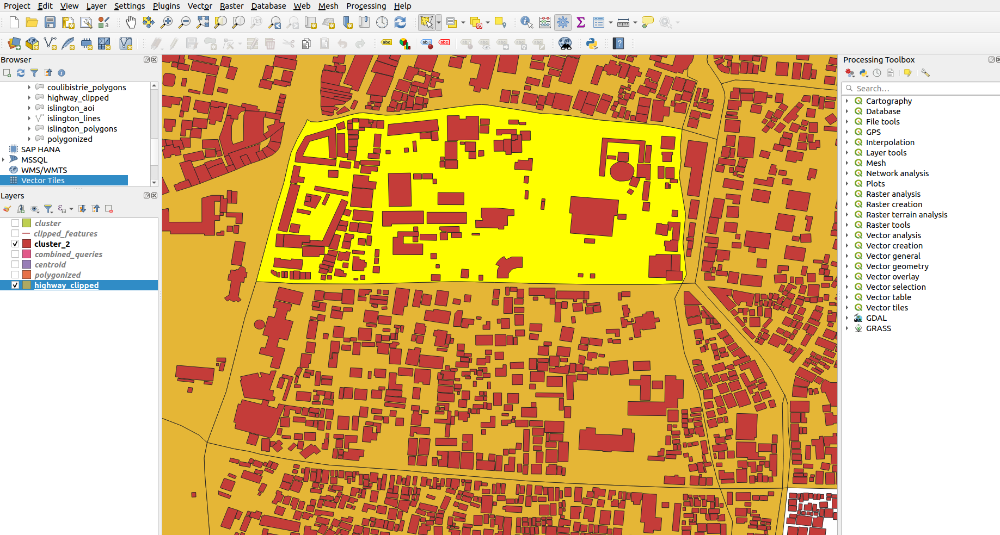 Project Edit View Layer Settings Plugins Vector Raster Database Web Mesh Processing Help
Browser
coulibistrie_polygons
highway_clipped
islington_aoi
islington_lines
islington_polygons
polygonized
SAP HANA
MSSQL
WMS/WMTS
Vector Tiles
Layers
cluster
clipped_features
cluster_2
combined_queries
centroid
polygonized
highway_clipped
Processing Toolbox
Search…
Cartography
Database
File tools
GPS
Interpolation
Layer tools
Mesh
Network analysis
Plots
Raster analysis
Raster creation
Raster terrain analysis
Raster tools
Vector analysis
Vector creation
Vector general
Vector geometry
Vector overlay
Vector selection
Vector table
Vector tiles
GDAL
GRASS